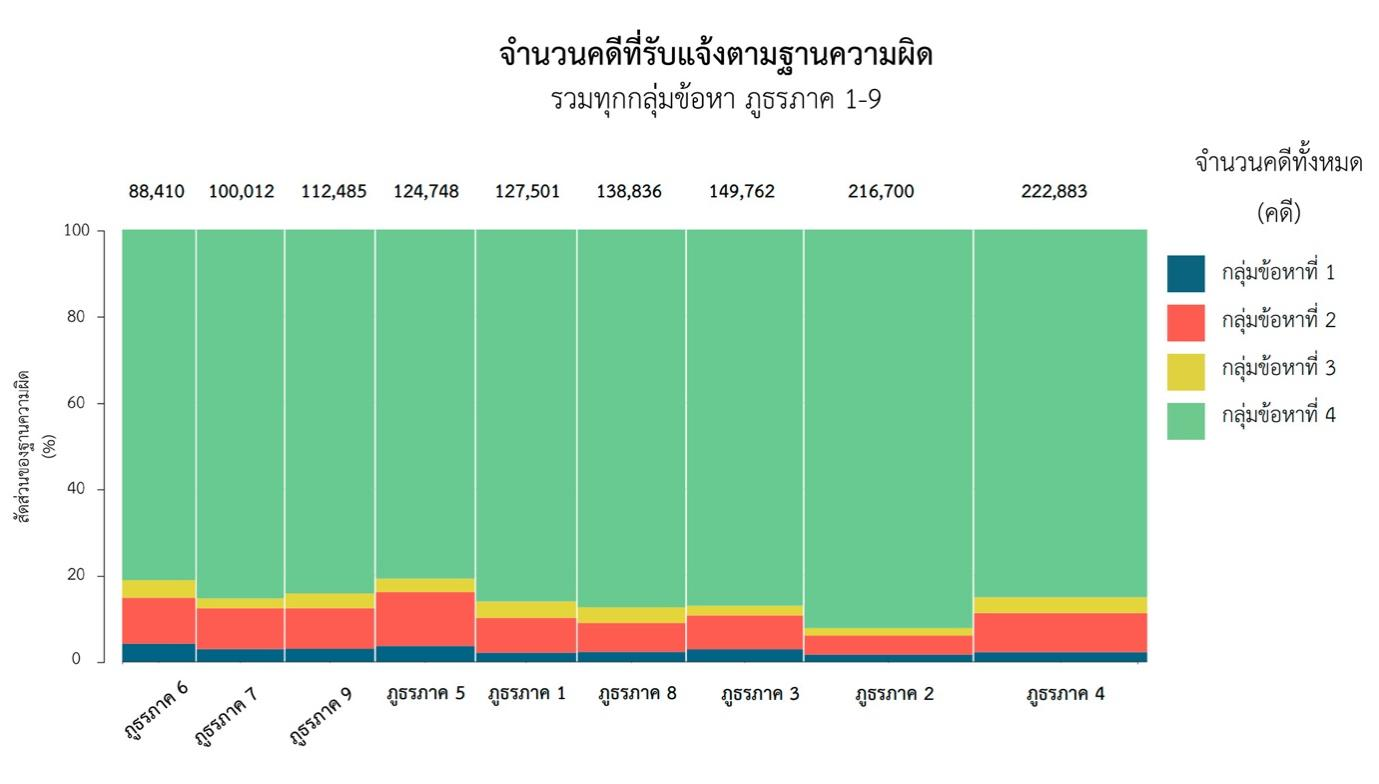 จำนวนคดีที่รับแจ้งตามฐานความผิด
รวมทุกกลุ่มข้อหา ภูธรภาค 1-9
จำนวนคดีทั้งหมด
(คดี)
88,410 100,012 112,485 124,748 127,501 138,836 149,762 216,700 222,883
กลุ่มข้อหาที่ 1
กลุ่มข้อหาที่ 2
กลุ่มข้อหาที่ 3
กลุ่มข้อหาที่ 4
สัดส่วนของฐานความผิด
(%)
100
80
60
40
20
0
ภูธรภาค 6 ภูธรภาค 7 ภูธรภาค 9 ภูธรภาค 5 ภูธรภาค 1 ภูธรภาค 8 ภูธรภาค 3 ภูธรภาค 2 ภูธรภาค 4